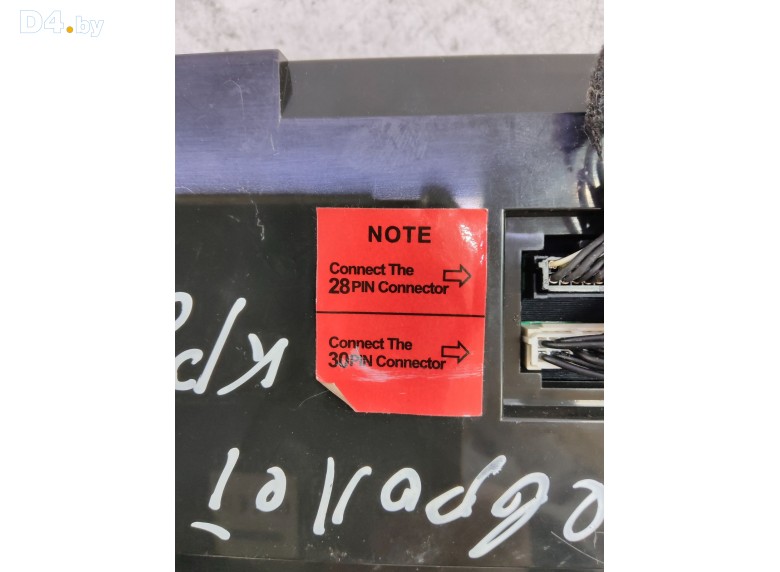 D4.by
NOTE
Connect The
28PIN Connector
Connect The
30PIN Connector